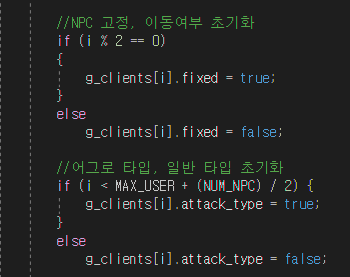 //NPC 고정, 이동여부 초기화
if (i % 2 == 0)
{
g_clients[i].fixed = true;
}
else
g_clients[i].fixed = false;
//어그로 타입, 일반 타입 초기화
if (i < MAX_USER + (NUM_NPC) / 2) {
g_clients[i].attack_type = true;
}
else
g_clients[i].attack_type = false;